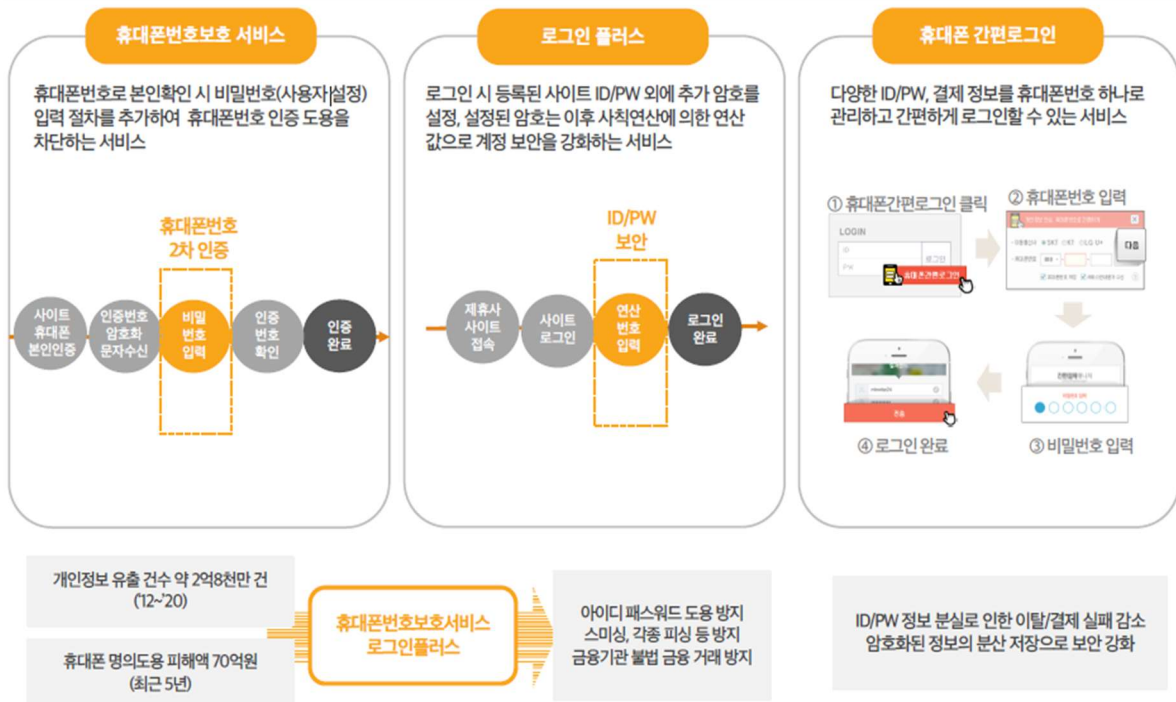 휴대폰번호보호 서비스
휴대폰번호로 본인확인 시 비밀번호(사용자설정)
입력 절차를 추가하여 휴대폰번호 인증 도용을
차단하는 서비스
휴대폰번호
2차 인증
사이트
휴대폰
본인인증
인증번호
암호화
문자수신
비밀
번호
입력
인증
번호
확인
인증
완료
로그인 플러스
로그인 시 등록된 사이트 ID/PW 외에 추가 암호를
설정, 설정된 암호는 이후 사칙연산에 의한 연산
값으로 계정 보안을 강화하는 서비스
ID/PW
보안
제휴사
사이트
접속
사이트
로그인
연산
번호
입력
로그인
완료
휴대폰 간편로그인
다양한 ID/PW, 결제 정보를 휴대폰번호 하나로
관리하고 간편하게 로그인할 수 있는 서비스
① 휴대폰간편로그인 클릭
LOGIN
ID
PW
로그인
휴대폰간편로그인
② 휴대폰번호 입력
다음
③ 비밀번호 입력
④ 로그인 완료
개인정보 유출 건수 약 2억8천만 건
('12~'20)
휴대폰 명의도용 피해액 70억원
(최근 5년)
휴대폰번호보호서비스
로그인플러스
아이디 패스워드 도용 방지
스미싱, 각종 피싱 등 방지
금융기관 불법 금융 거래 방지
ID/PW 정보 분실로 인한 이탈/결제 실패 감소
암호화된 정보의 분산 저장으로 보안 강화